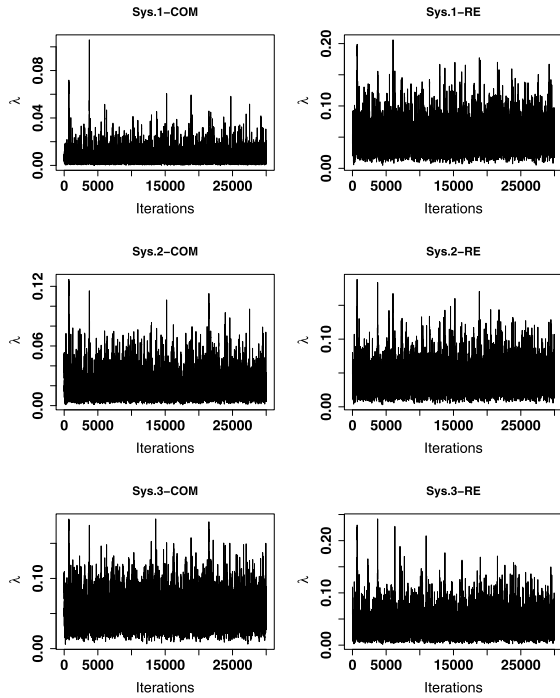 Sys.1−COM
λ
0.00 0.04 0.08
0 5000 15000 25000
Iterations
Sys.1−RE
λ
0.00 0.10 0.20
0 5000 15000 25000
Iterations
Sys.2−COM
λ
0.00 0.06 0.12
0 5000 15000 25000
Iterations
Sys.2−RE
λ
0.00 0.10
0 5000 15000 25000
Iterations
Sys.3−COM
λ
0.00 0.10
0 5000 15000 25000
Iterations
Sys.3−RE
λ
0.00 0.10 0.20
0 5000 15000 25000
Iterations